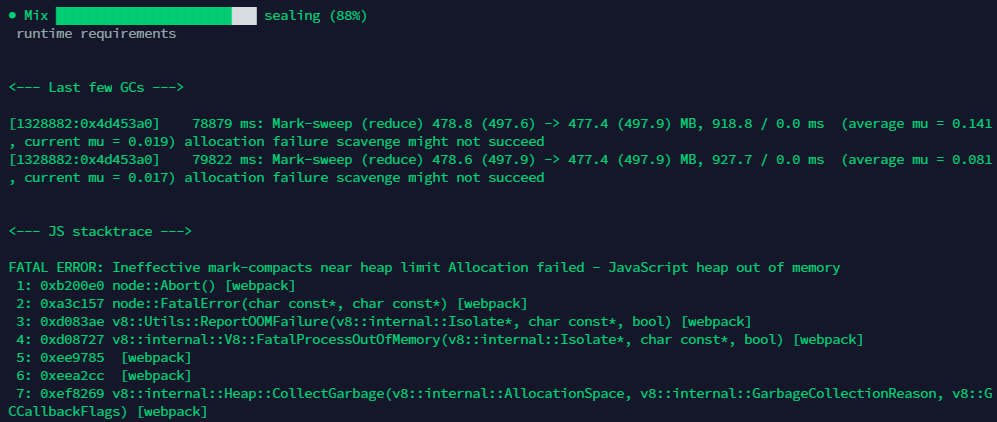 ● Mix █████████████████████████ sealing (88%)
 runtime requirements
<--- Last few GCs --->
[1328882:0x4d453a0]    78879 ms: Mark-sweep (reduce) 478.8 (497.6) -> 477.4 (497.9) MB, 918.8 / 0.0 ms  (average mu = 0.141
, current mu = 0.019) allocation failure scavenge might not succeed
[1328882:0x4d453a0]    79822 ms: Mark-sweep (reduce) 478.6 (497.9) -> 477.4 (497.9) MB, 927.7 / 0.0 ms  (average mu = 0.081
, current mu = 0.017) allocation failure scavenge might not succeed
<--- JS stacktrace --->
FATAL ERROR: Ineffective mark-compacts near heap limit Allocation failed - JavaScript heap out of memory
 1: 0xb200e0 node::Abort() [webpack]
 2: 0xa3c157 node::FatalError(char const*, char const*) [webpack]
 3: 0xd083ae v8::Utils::ReportOOMFailure(v8::internal::Isolate*, char const*, bool) [webpack]
 4: 0xd08727 v8::internal::V8::FatalProcessOutOfMemory(v8::internal::Isolate*, char const*, bool) [webpack]
 5: 0xee9785  [webpack]
 6: 0xeea2cc  [webpack]
 7: 0xef8269 v8::internal::Heap::CollectGarbage(v8::internal::AllocationSpace, v8::internal::GarbageCollectionReason, v8::G
CCallbackFlags) [webpack]